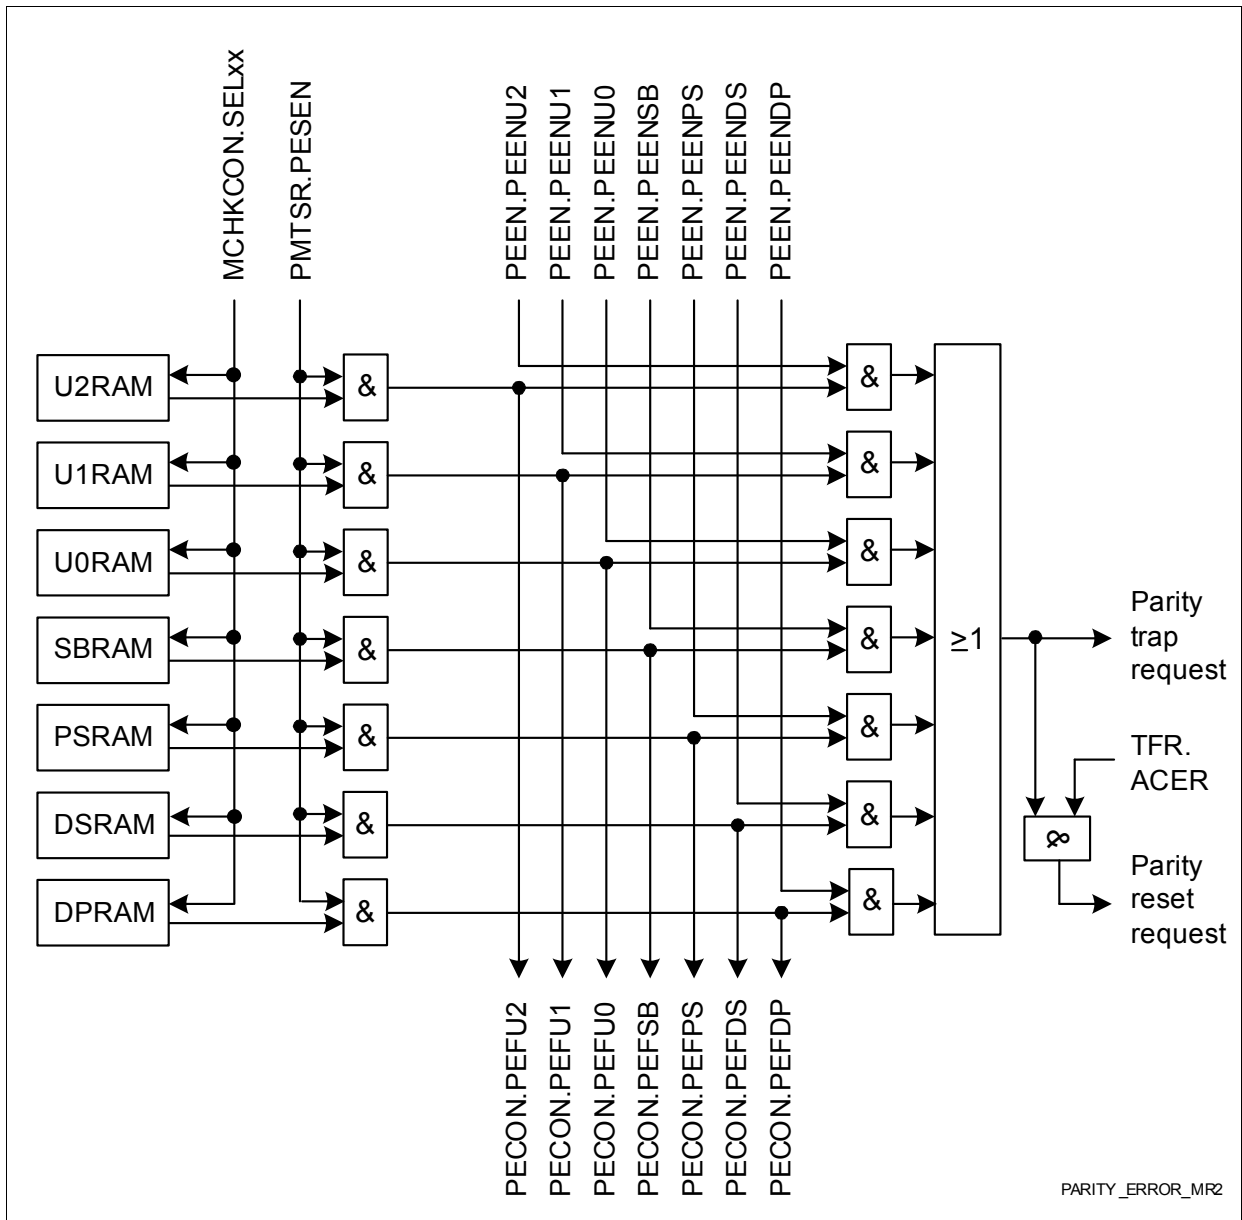 MCHKCON.SELxx
PMTSR.PESEN
PEEN.PEENU2
PEEN.PEENU1
PEEN.PEENU0
PEEN.PEENSB
PEEN.PEENPS
PEEN.PEENDS
PEEN.PEENDP
U2RAM
&
&
U1RAM
&
&
U0RAM
&
&
SBRAM
&
&
PSRAM
&
&
DSRAM
&
&
DPRAM
&
&
≥1
Parity
trap
request
TFR.
ACER
&
Parity
reset
request
PECON.PEFU2
PECON.PEFU1
PECON.PEFU0
PECON.PEFSB
PECON.PEFPS
PECON.PEFDS
PECON.PEFDP
PARITY_ERROR_MR2